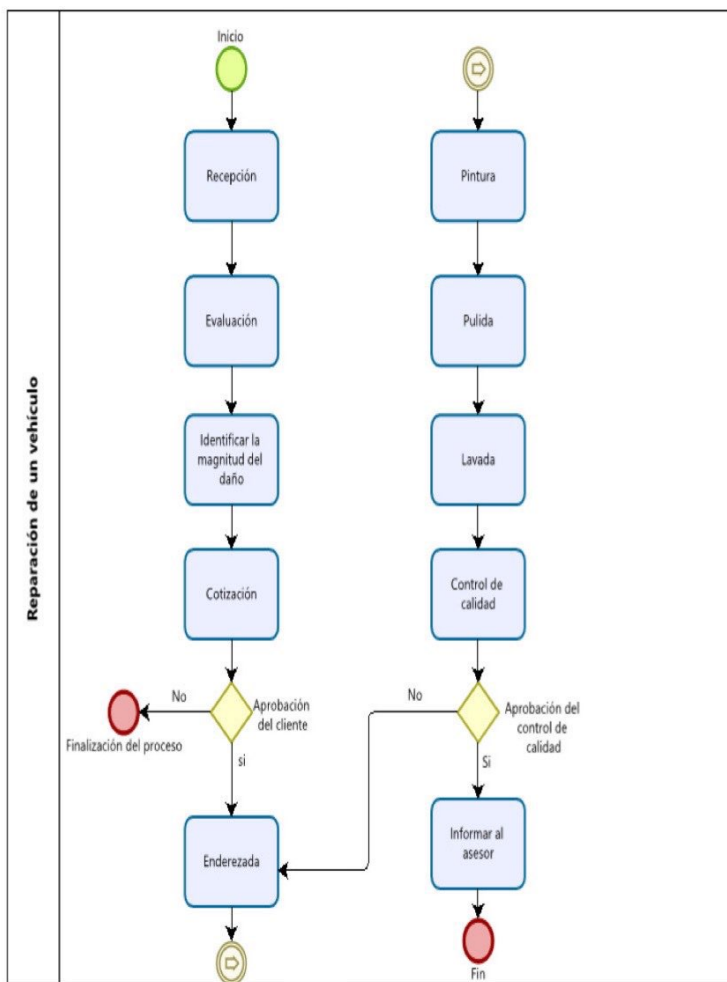 Reparación de un vehículo
Inicio
Recepción
Evaluación
Identificar la
magnitud del
daño
Cotización
Aprobación
del cliente
No
Finalización del proceso
si
Enderezada
Pintura
Pulida
Lavada
Control de
calidad
Aprobación del
control de
calidad
No
Si
Informar al
asesor
Fin